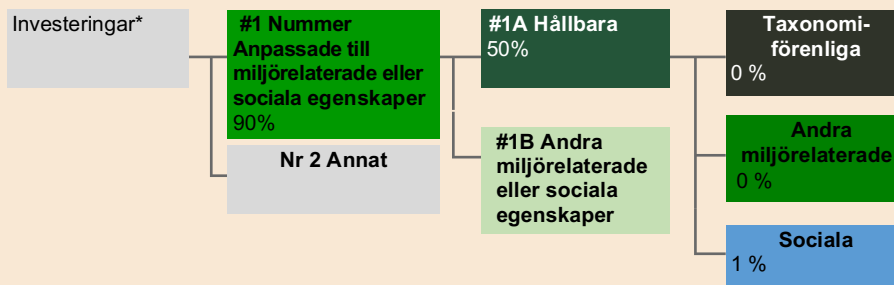 Investeringar*
#1 Nummer
Anpassade till
miljörelaterade eller
sociala egenskaper
90%
Nr 2 Annat
#1A Hållbara
50%
#1B Andra
miljörelaterade
eller sociala
egenskaper
Taxonomi-
förenliga
0 %
Andra
miljörelaterade
0 %
Sociala
1 %